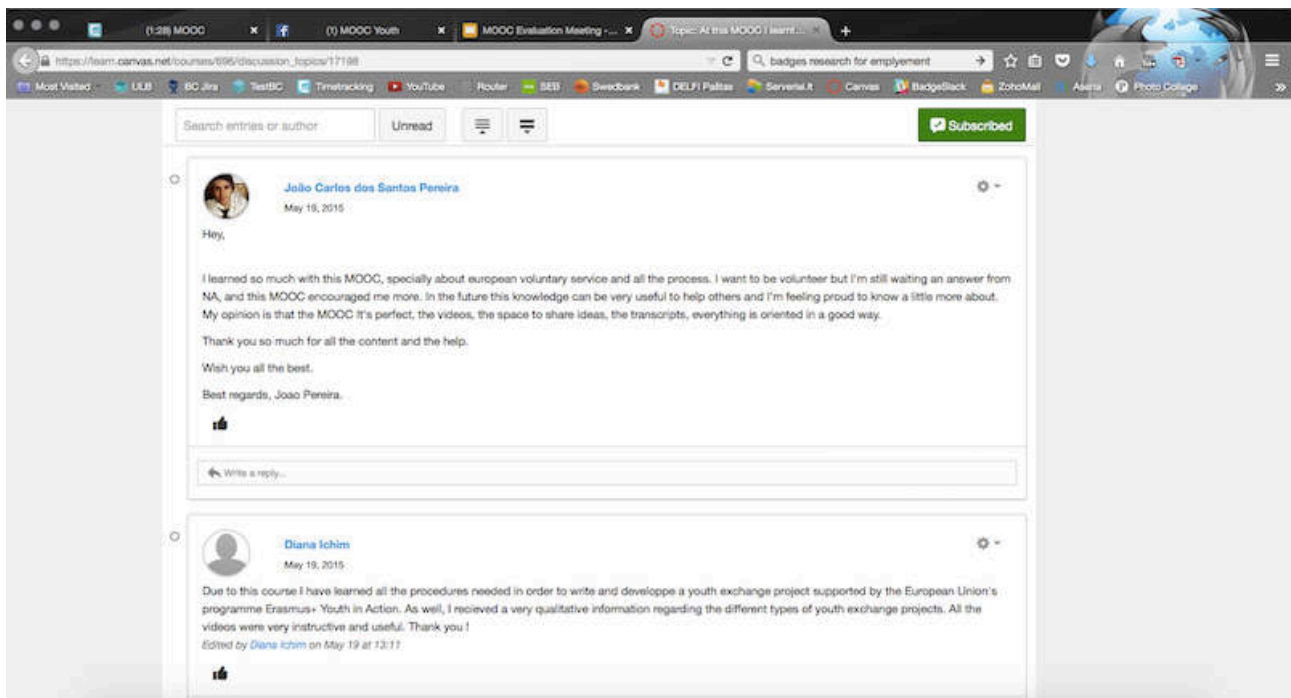 (1:28) MOOC
(1) MOOC Youth
MOOC Evaluation Meeting -...
Topic: At this MOOC I learnt...
https://learn.canvas.net/courses/696/discussion_topics/17198
badges research for emplyement
Most Visited
ULB
BC Jira
TestBC
Timetracking
YouTube
Router
SEB
Swedbank
DELFI Paštas
Serveriai.lt
Canvas
BadgeSlack
ZohoMail
Asana
Photo Collage
Search entries or author
Unread
Subscribed
João Carlos dos Santos Pereira
May 19, 2015
Hey,
I learned so much with this MOOC, specially about european voluntary service and all the process. I want to be volunteer but I'm still waiting an answer from
NA, and this MOOC encouraged me more. In the future this knowledge can be very useful to help others and I'm feeling proud to know a little more about.
My opinion is that the MOOC It's perfect, the videos, the space to share ideas, the transcripts, everything is oriented in a good way.
Thank you so much for all the content and the help.
Wish you all the best.
Best regards, Joao Pereira.
Write a reply...
Diana Ichim
May 19, 2015
Due to this course I have learned all the procedures needed in order to write and developpe a youth exchange project supported by the European Union's
programme Erasmus+ Youth in Action. As well, I recieved a very qualitative information regarding the different types of youth exchange projects. All the
videos were very instructive and useful. Thank you !
Edited by Diana Ichim on May 19 at 13:11